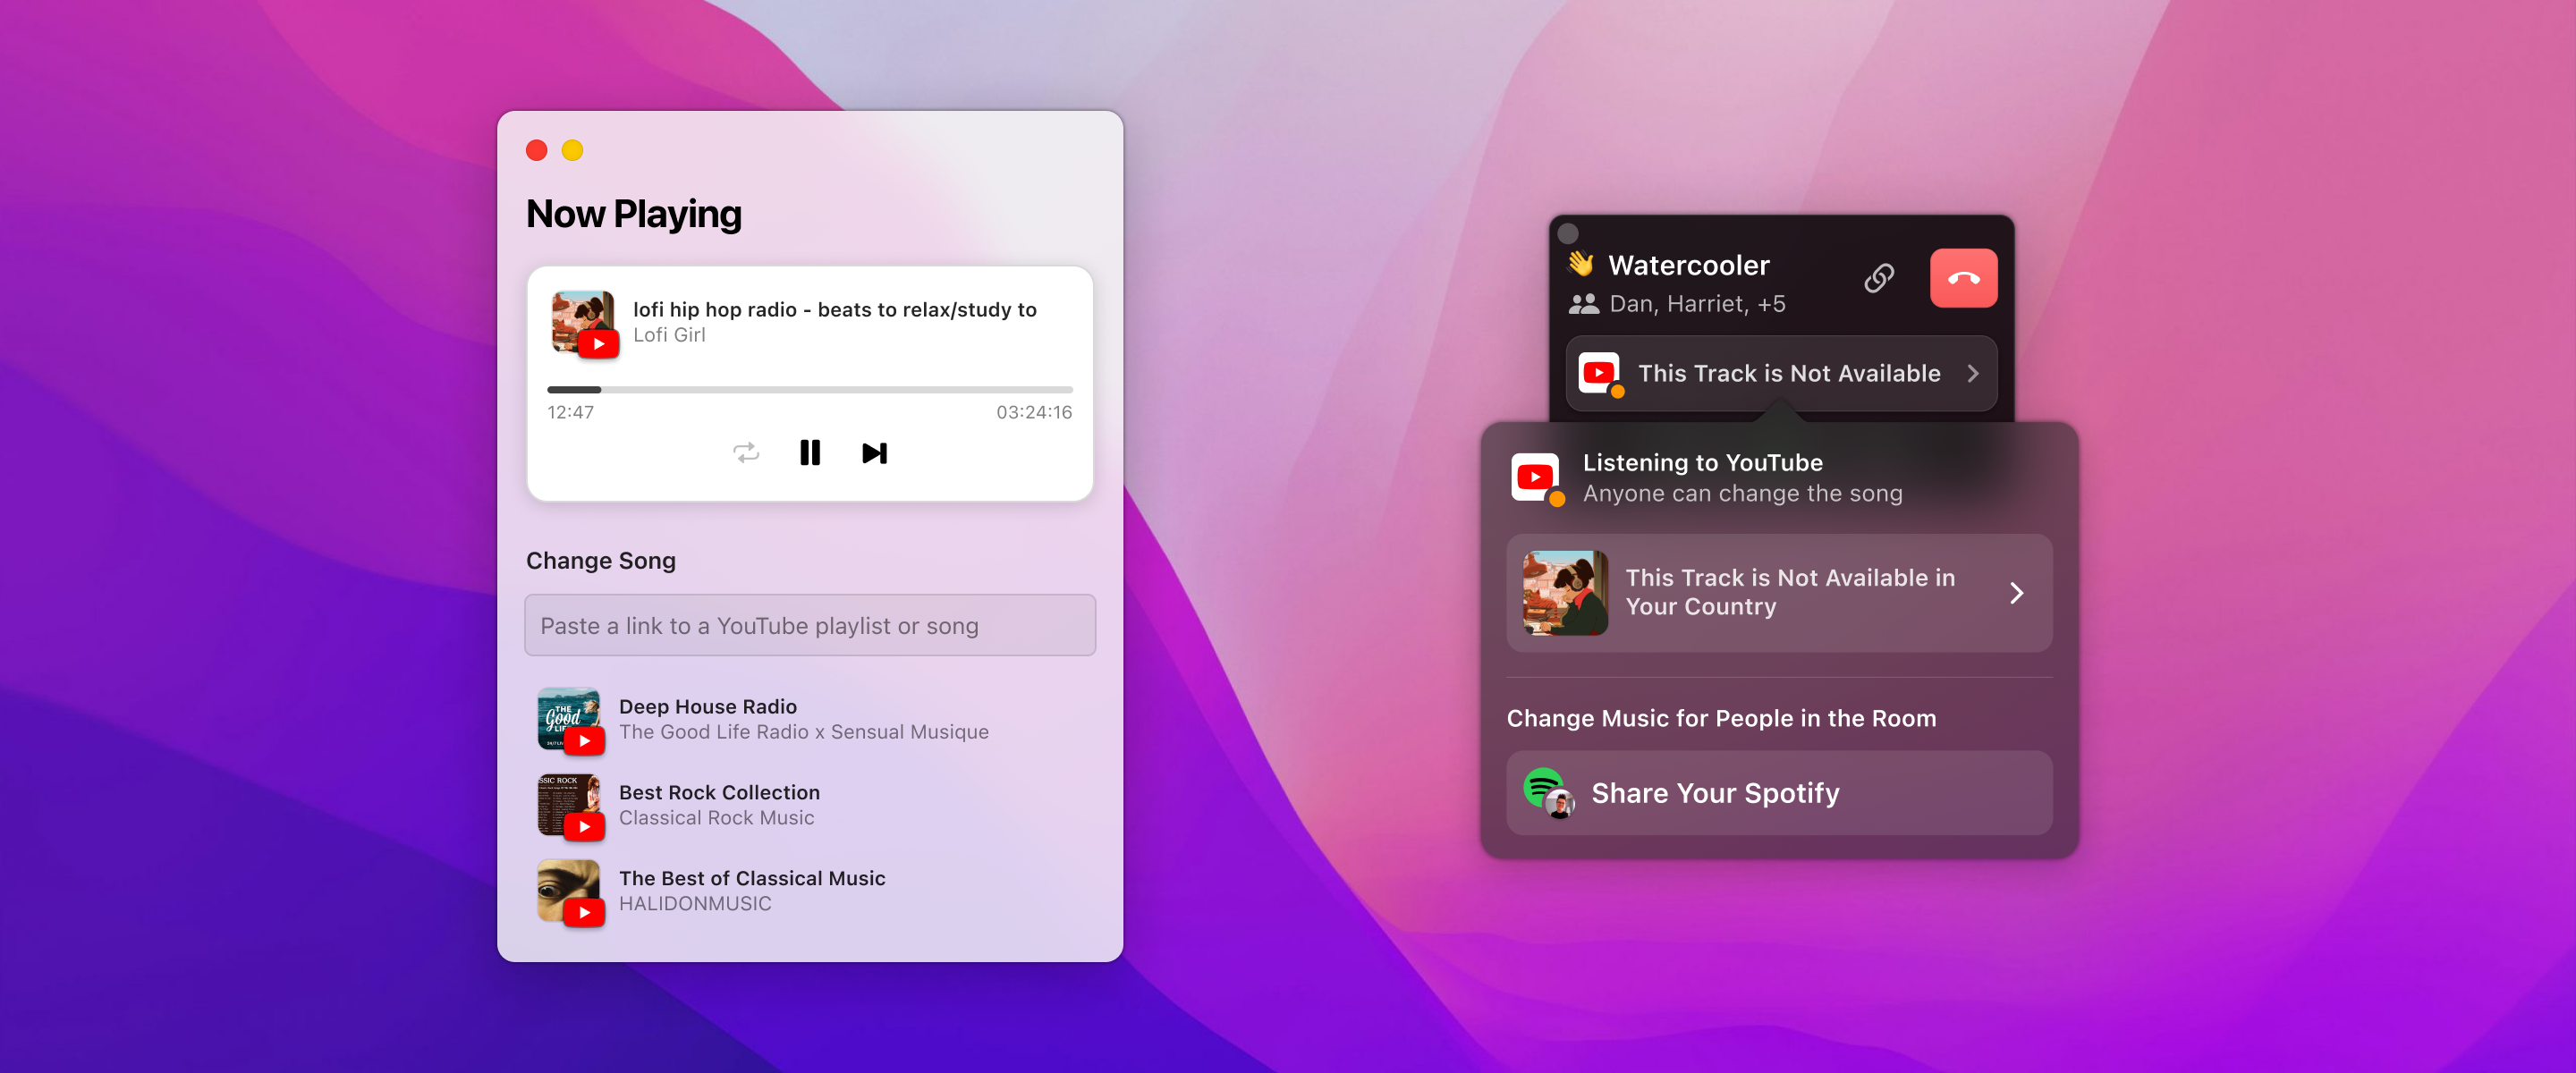 Now Playing
lofi hip hop radio - beats to relax/study to
Lofi Girl
12:47
03:24:16
Change Song
Paste a link to a YouTube playlist or song
THE
Good
Deep House Radio
The Good Life Radio x Sensual Musique
SSIC ROCK
Best Rock Collection
Classical Rock Music
The Best of Classical Music
HALIDONMUSIC
👋 Watercooler
Dan, Harriet, +5
This Track is Not Available
Listening to YouTube
Anyone can change the song
This Track is Not Available in
Your Country
Change Music for People in the Room
Share Your Spotify